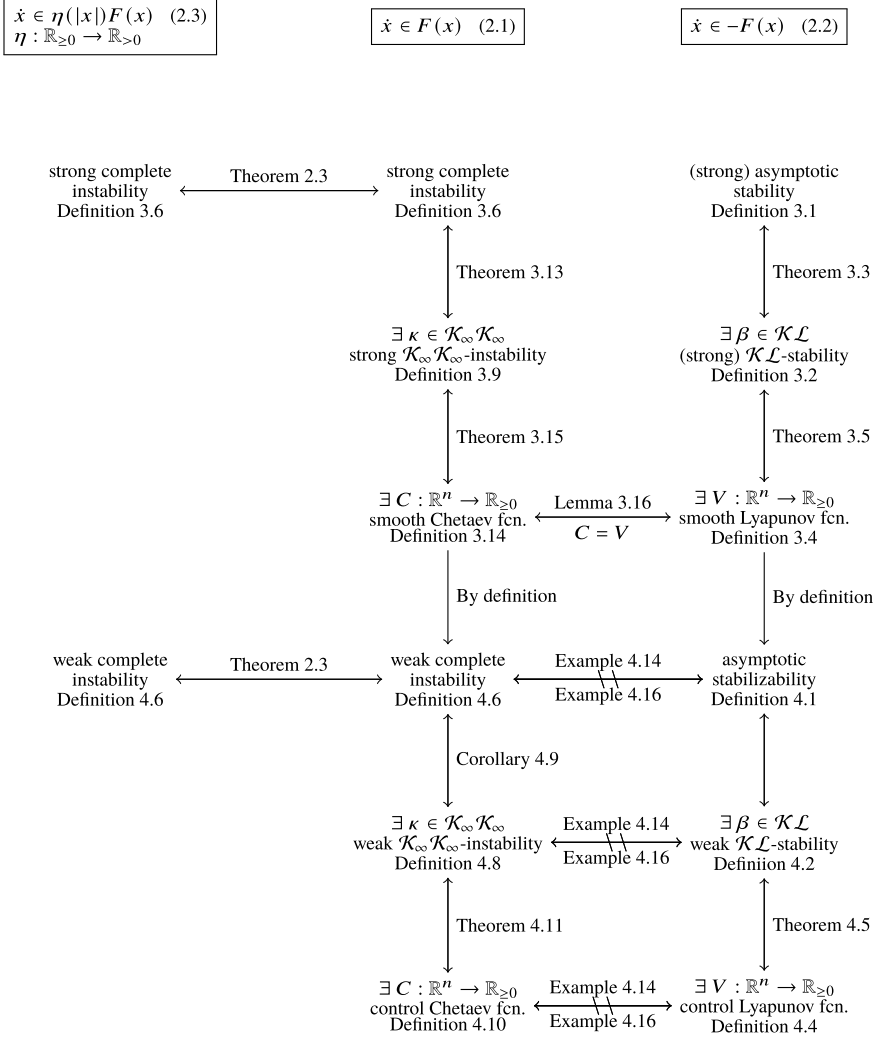 ẋ ∈ η(|x|)F(x) (2.3)
η : ℝ≥0 → ℝ>0
ẋ ∈ F(x) (2.1)
ẋ ∈ −F(x) (2.2)
strong complete
instability
Definition 3.6
Theorem 2.3
strong complete
instability
Definition 3.6
(strong) asymptotic
stability
Definition 3.1
Theorem 3.13
Theorem 3.3
∃ κ ∈ 𝒦∞𝒦∞
strong 𝒦∞𝒦∞-instability
Definition 3.9
∃ β ∈ 𝒦ℒ
(strong) 𝒦ℒ-stability
Definition 3.2
Theorem 3.15
Theorem 3.5
∃ C : ℝⁿ → ℝ≥0
smooth Chetaev fcn.
Definition 3.14
Lemma 3.16
C = V
∃ V : ℝⁿ → ℝ≥0
smooth Lyapunov fcn.
Definition 3.4
By definition
By definition
weak complete
instability
Definition 4.6
Theorem 2.3
weak complete
instability
Definition 4.6
Example 4.14
Example 4.16
asymptotic
stabilizability
Definition 4.1
Corollary 4.9
∃ κ ∈ 𝒦∞𝒦∞
weak 𝒦∞𝒦∞-instability
Definition 4.8
Example 4.14
Example 4.16
∃ β ∈ 𝒦ℒ
weak 𝒦ℒ-stability
Definiion 4.2
Theorem 4.11
Theorem 4.5
∃ C : ℝⁿ → ℝ≥0
control Chetaev fcn.
Definition 4.10
Example 4.14
Example 4.16
∃ V : ℝⁿ → ℝ≥0
control Lyapunov fcn.
Definition 4.4